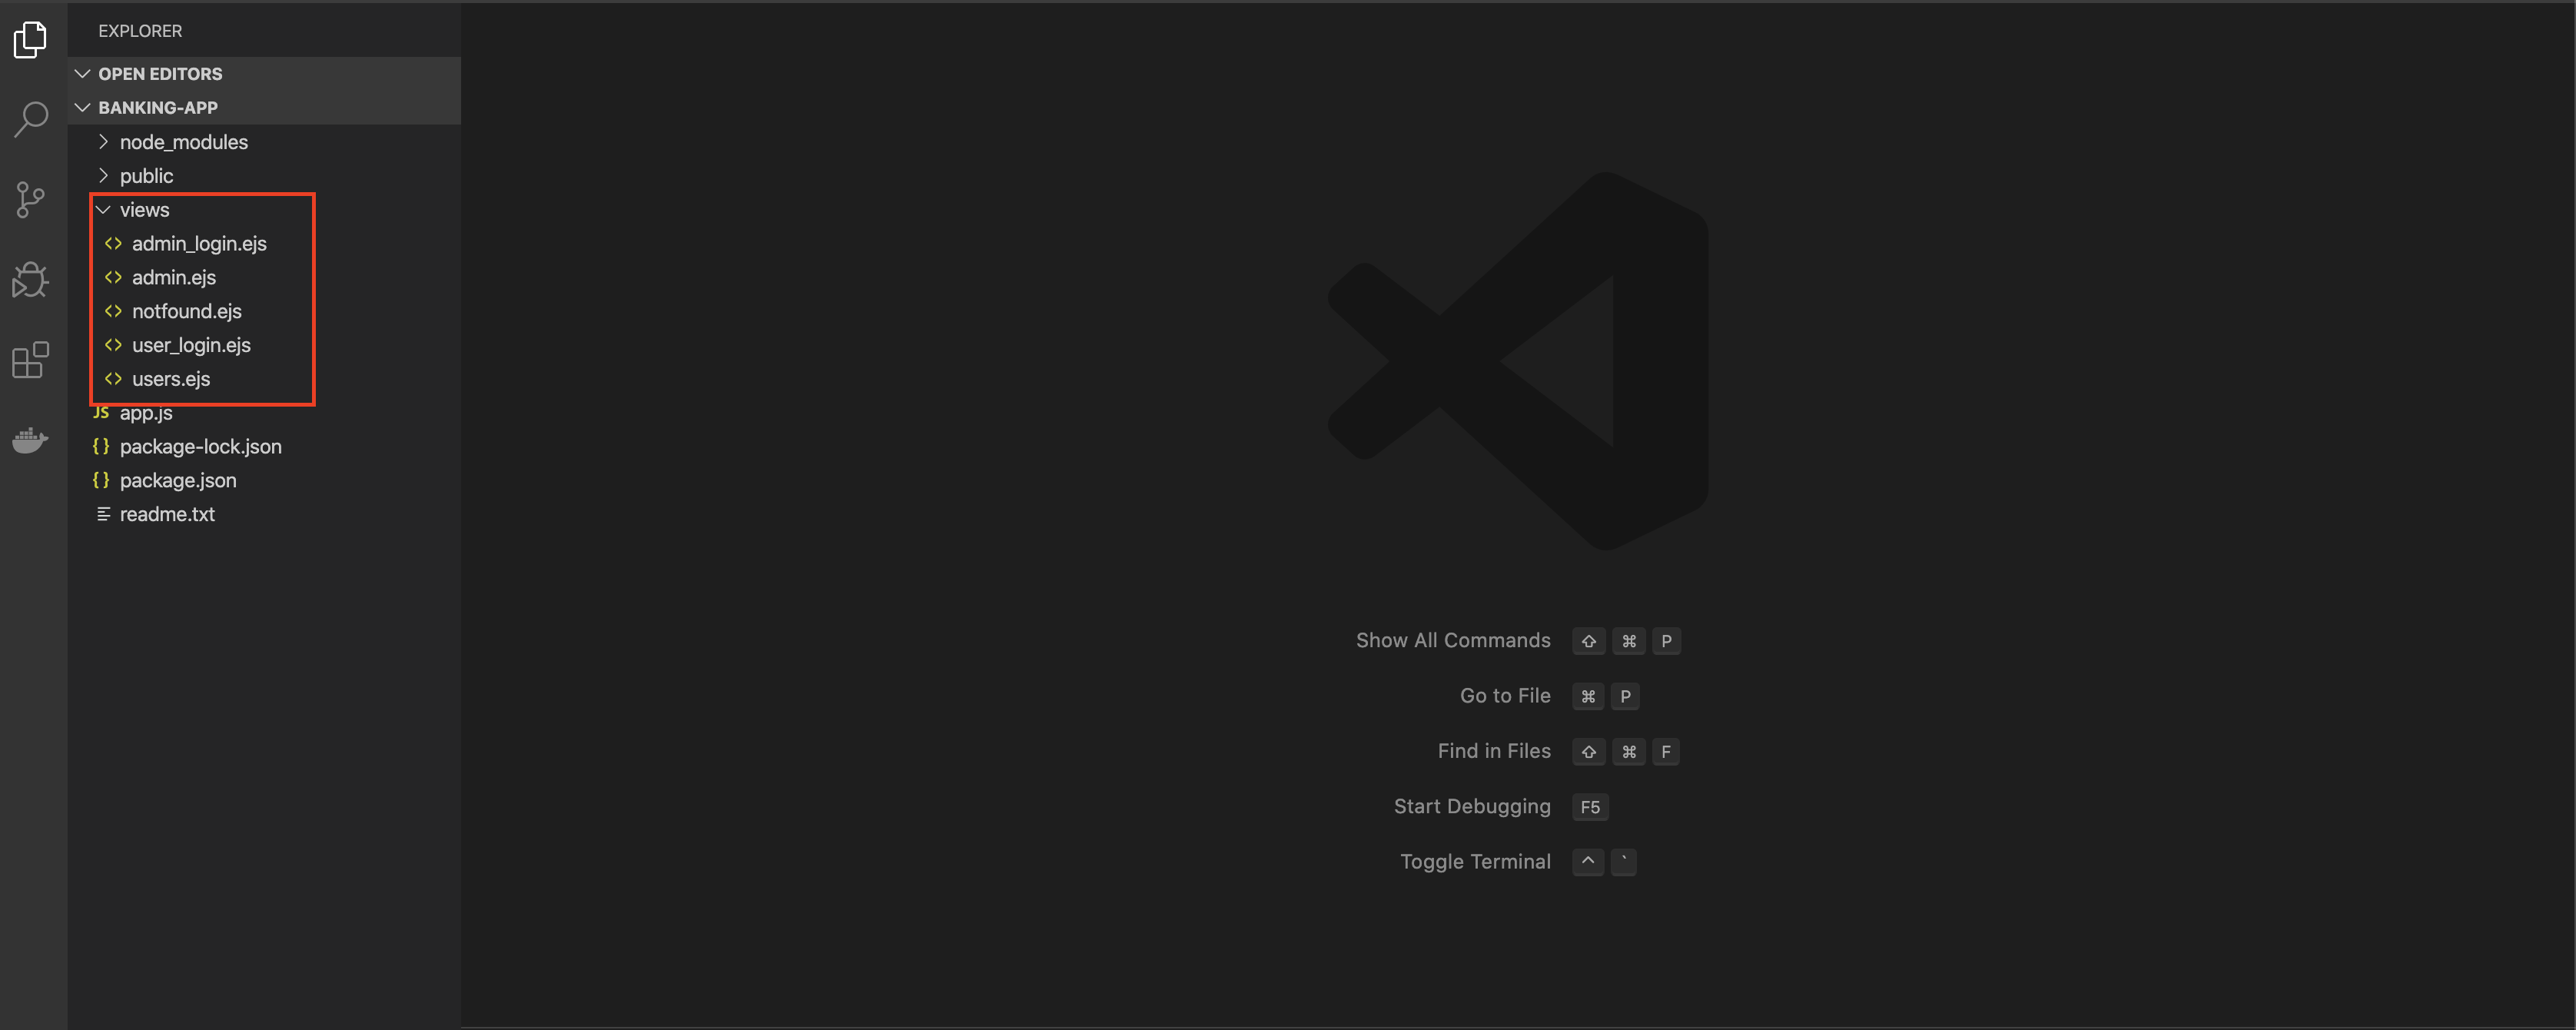 EXPLORER
OPEN EDITORS
BANKING-APP
node_modules
public
views
<> admin_login.ejs
<> admin.ejs
<> notfound.ejs
<> user_login.ejs
<> users.ejs
JS app.js
{ } package-lock.json
{ } package.json
readme.txt
Show All Commands ⇧ ⌘ P
Go to File ⌘ P
Find in Files ⇧ ⌘ F
Start Debugging F5
Toggle Terminal ^ `